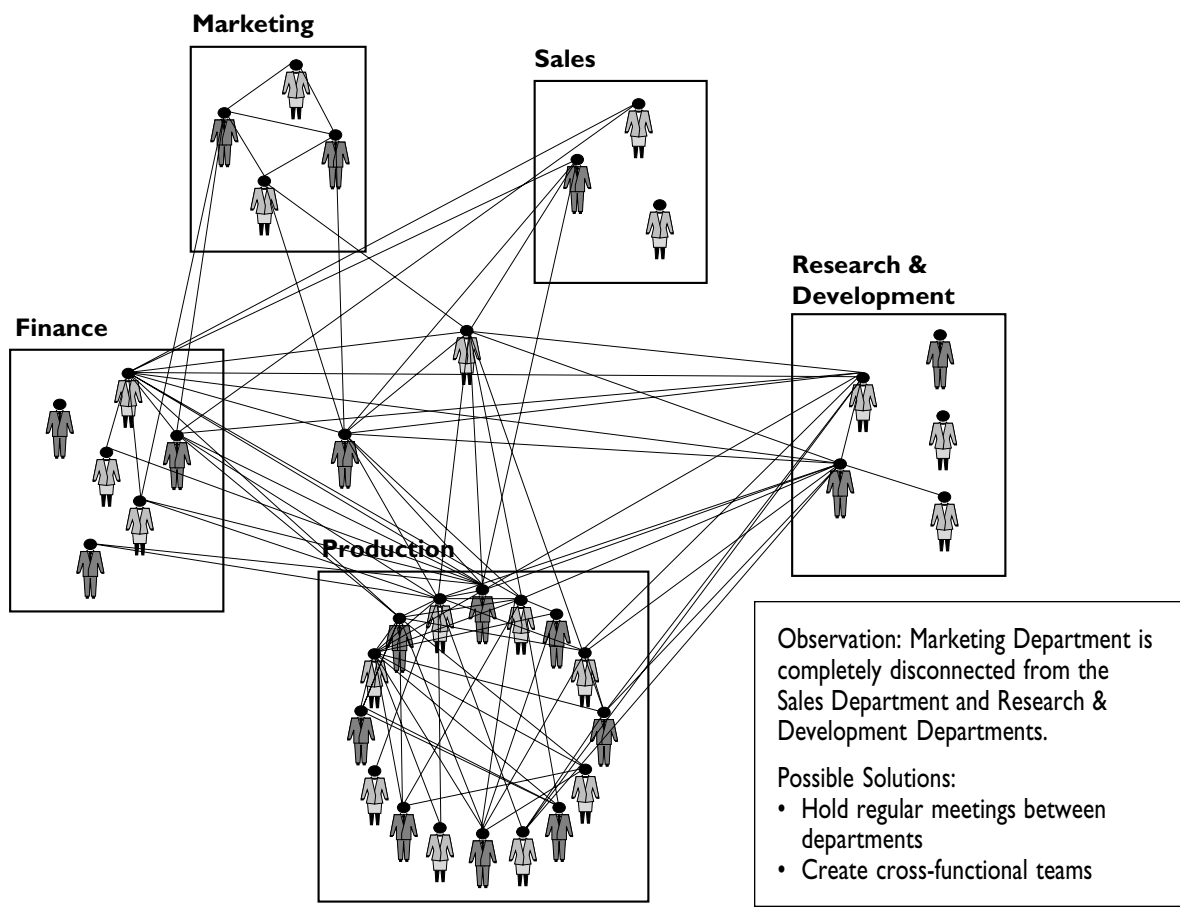 Marketing
Sales
Research &
Development
Finance
Production
Observation: Marketing Department is
completely disconnected from the
Sales Department and Research &
Development Departments.
Possible Solutions:
• Hold regular meetings between
departments
• Create cross-functional teams